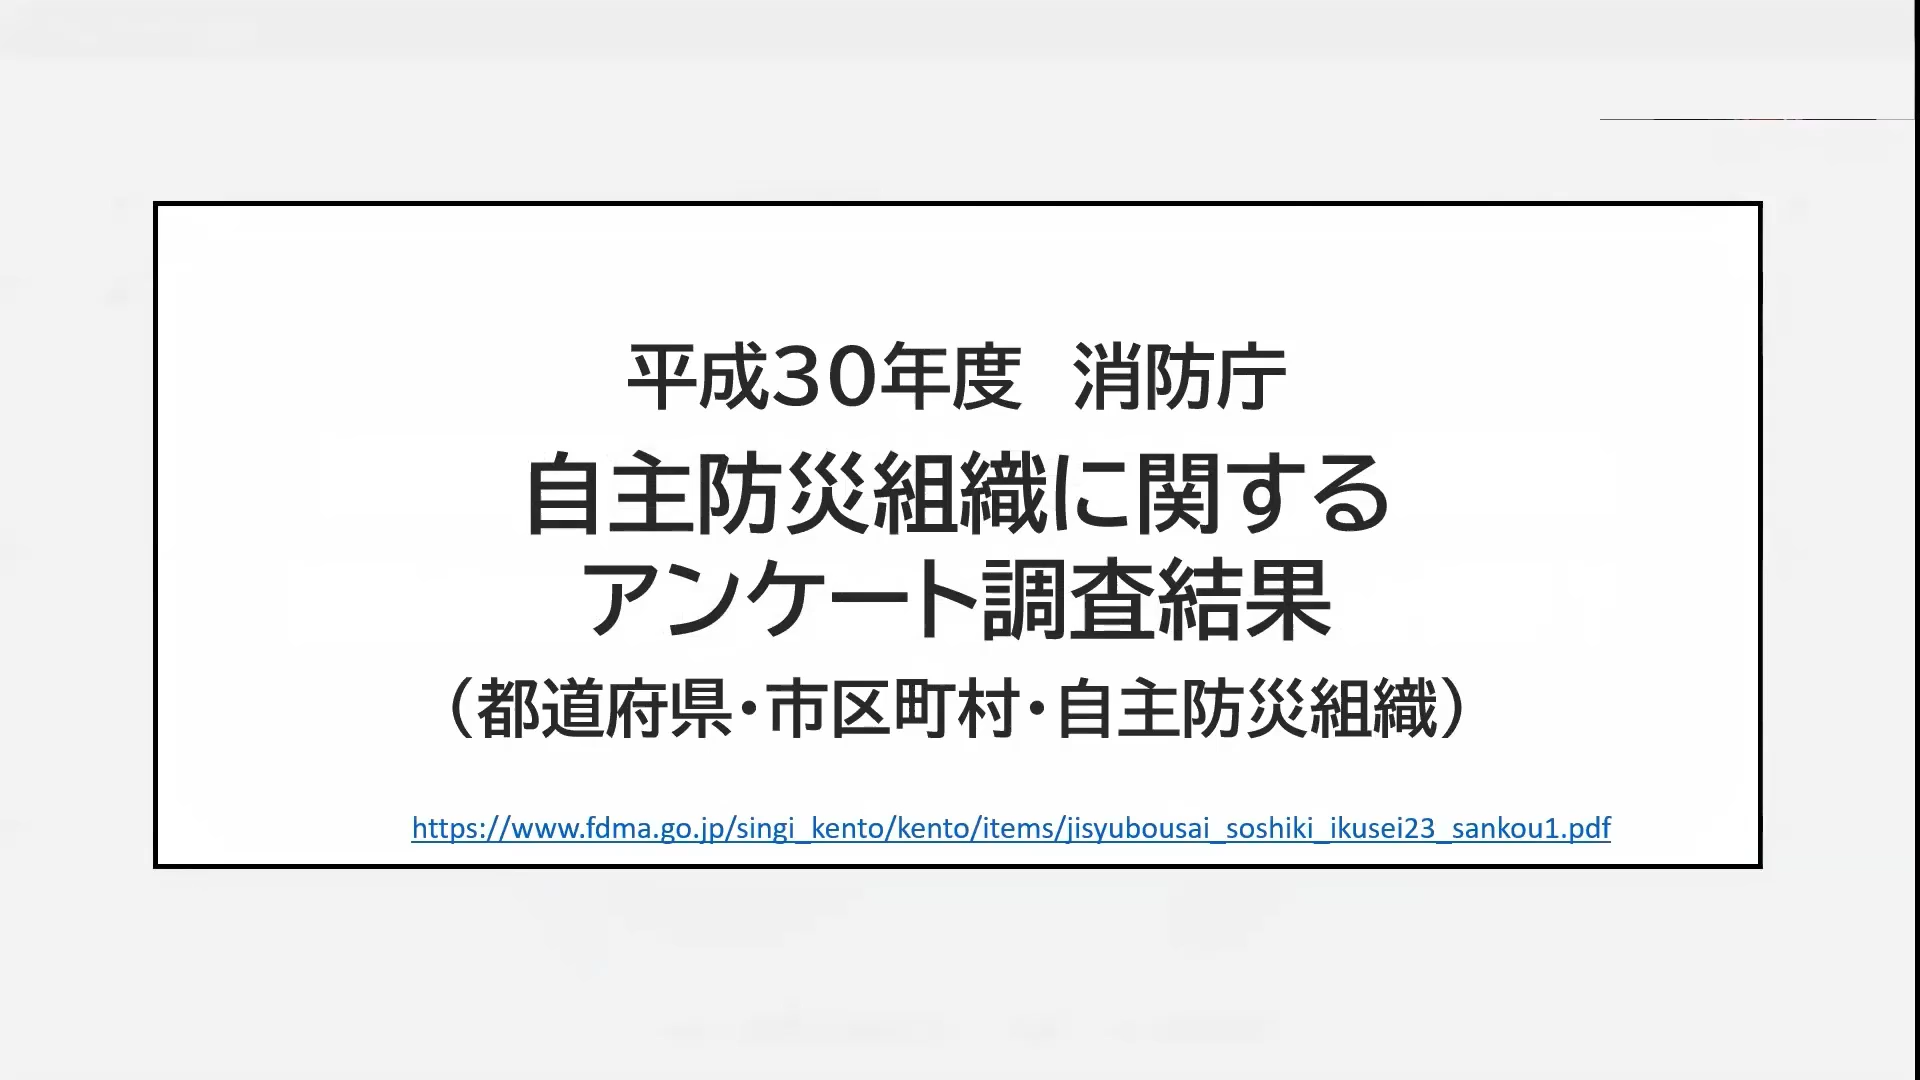 平成30年度　消防庁
自主防災組織に関する
アンケート調査結果
（都道府県・市区町村・自主防災組織）
https://www.fdma.go.jp/singi_kento/kento/items/jisyubousai_soshiki_ikusei23_sankou1.pdf